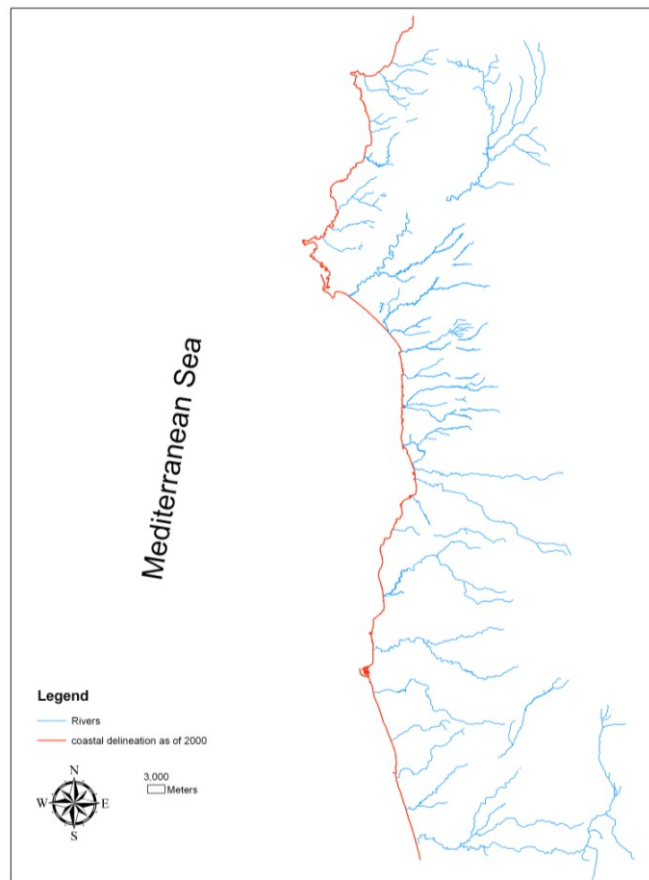 Mediterranean Sea
Legend
Rivers
coastal delineation as of 2000
N
W E
S
3,000
Meters